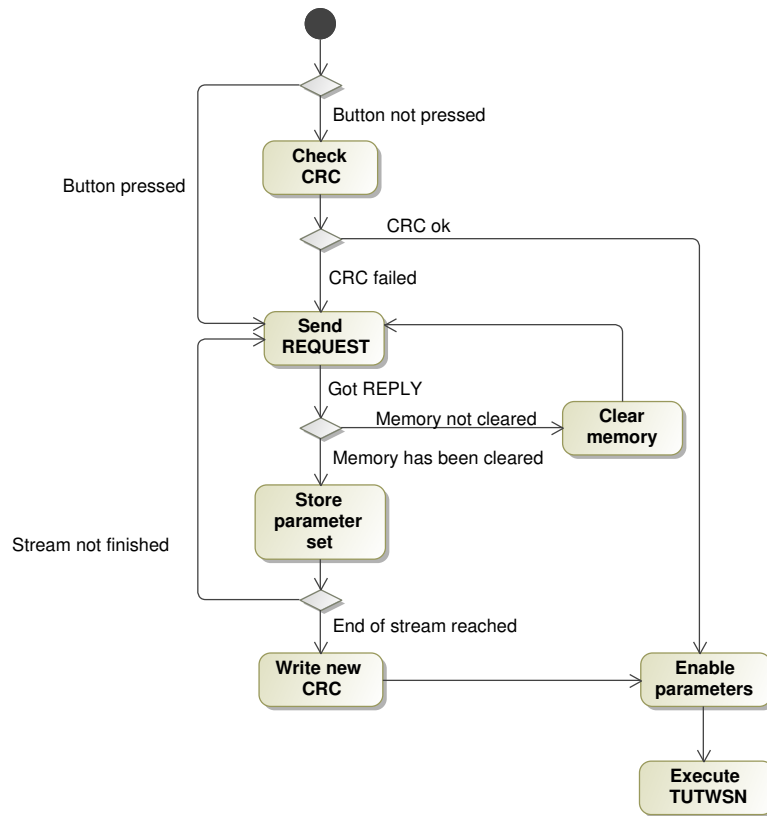 Button not pressed
Check
CRC
Button pressed
CRC ok
CRC failed
Send
REQUEST
Got REPLY
Memory not cleared
Clear
memory
Memory has been cleared
Store
parameter
set
Stream not finished
End of stream reached
Write new
CRC
Enable
parameters
Execute
TUTWSN